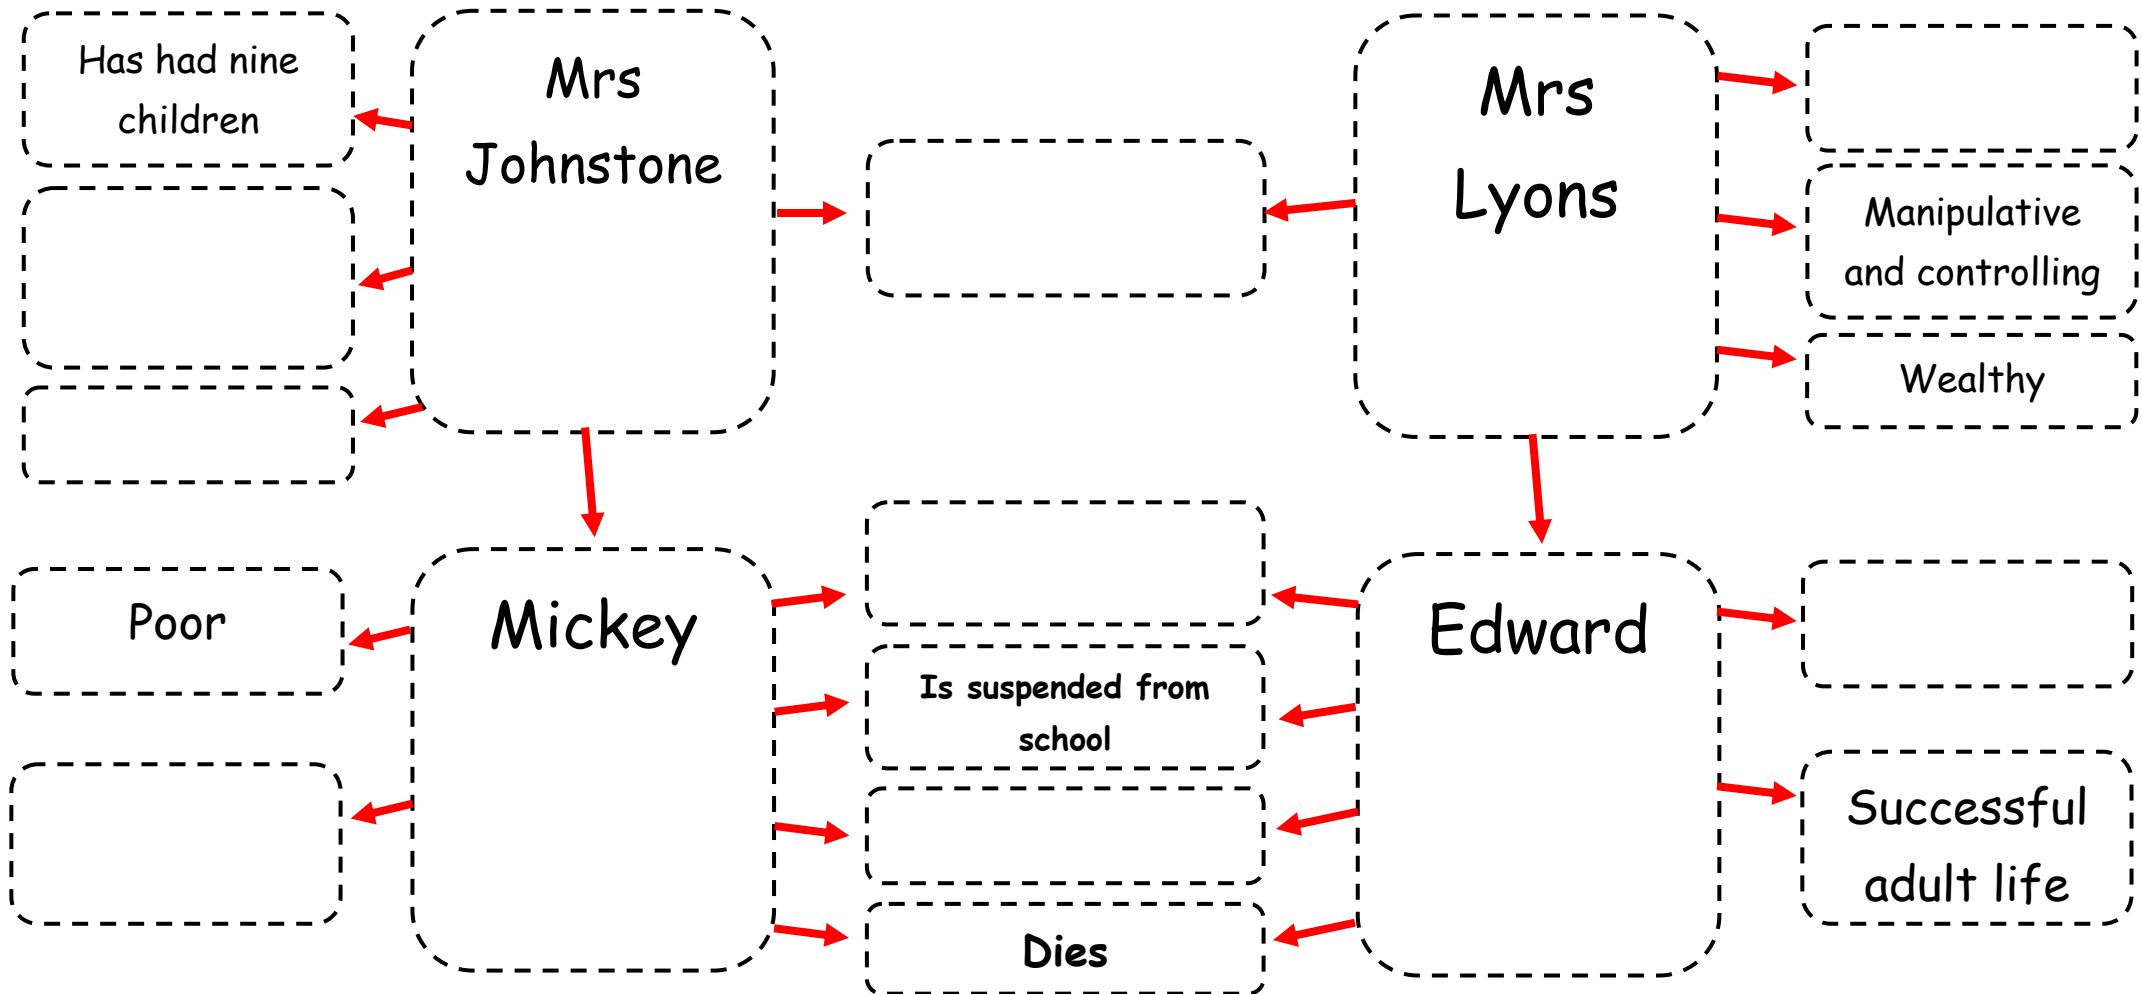 Has had nine
children
Mrs
Johnstone
Mrs
Lyons
Manipulative
and controlling
Wealthy
Poor
Mickey
Is suspended from
school
Dies
Edward
Successful
adult life